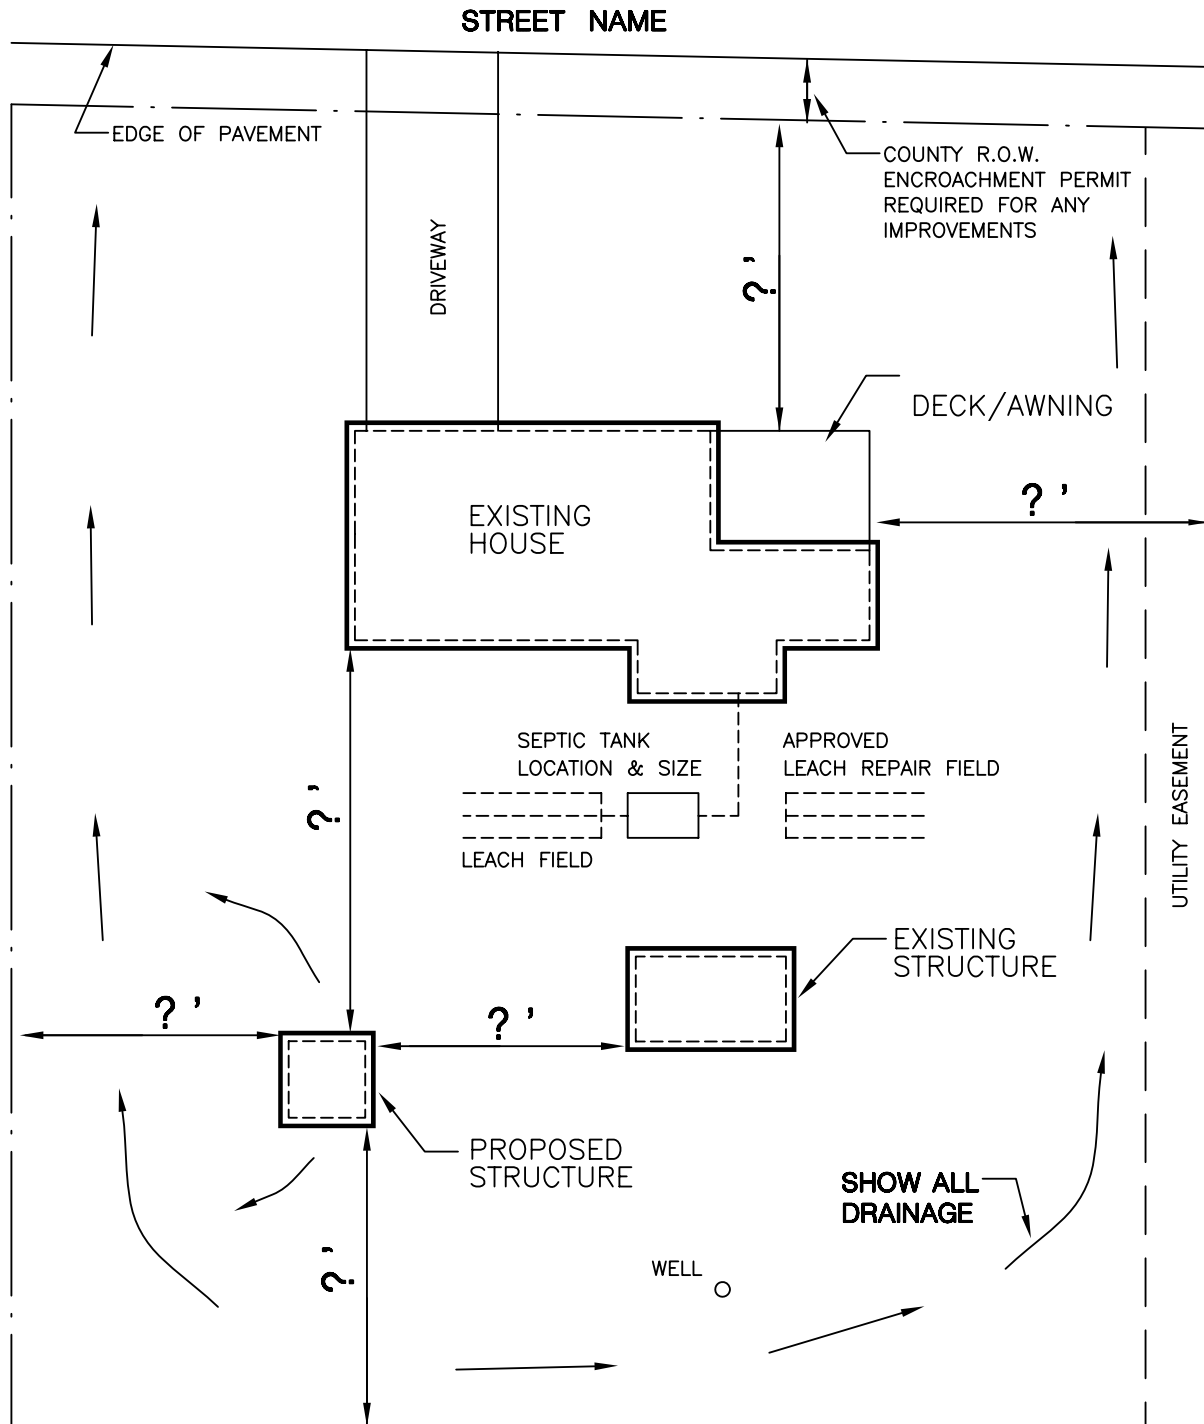 STREET NAME
EDGE OF PAVEMENT
COUNTY R.O.W.
ENCROACHMENT PERMIT
REQUIRED FOR ANY
IMPROVEMENTS
DRIVEWAY
? '
DECK/AWNING
? '
EXISTING
HOUSE
SEPTIC TANK
LOCATION & SIZE
APPROVED
LEACH REPAIR FIELD
UTILITY EASEMENT
? '
LEACH FIELD
EXISTING
STRUCTURE
? '
? '
PROPOSED
STRUCTURE
SHOW ALL
DRAINAGE
? '
WELL